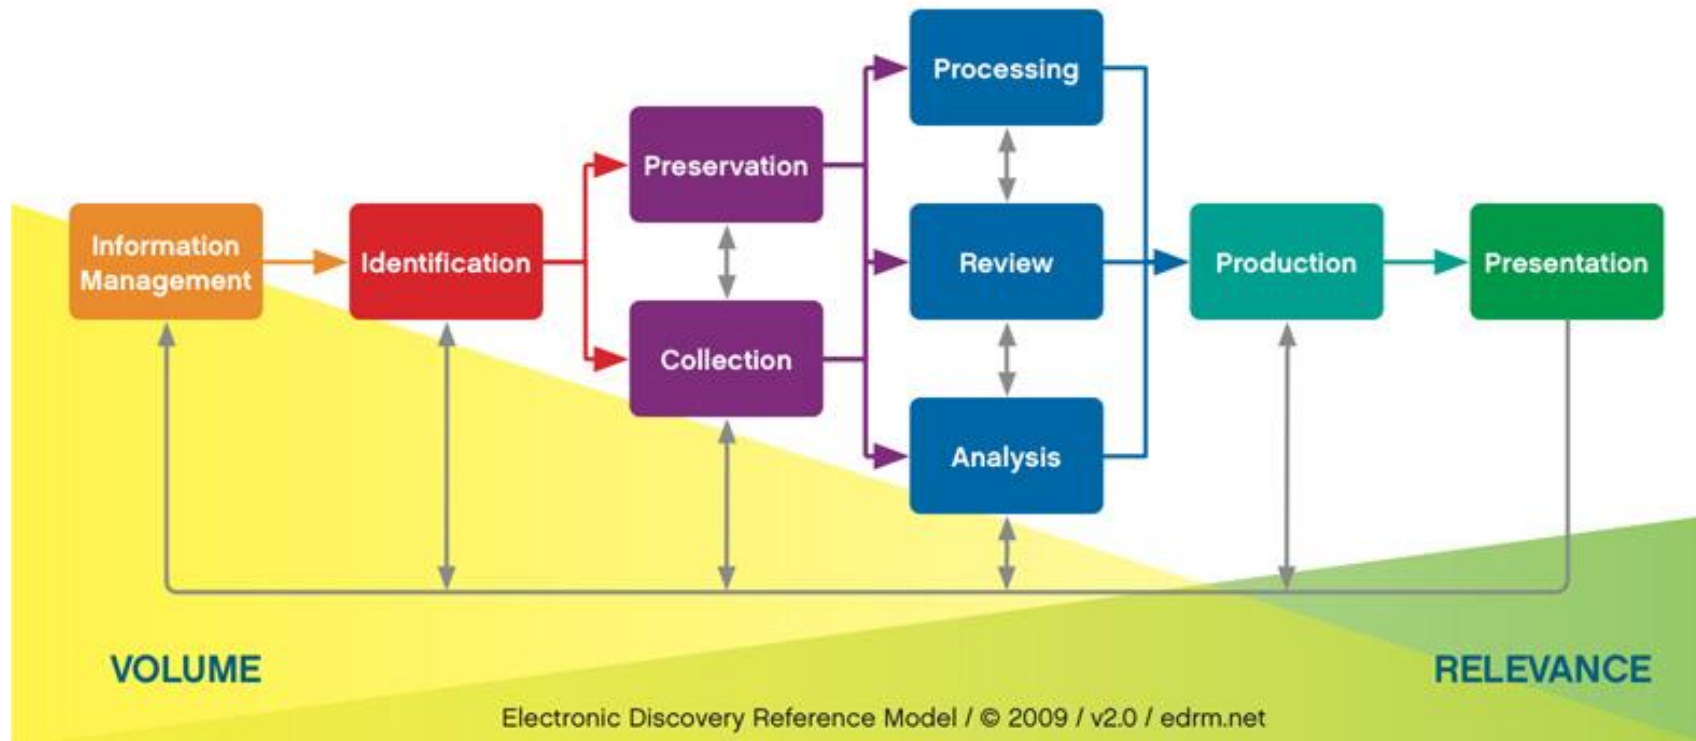 Processing
Preservation
Information
Management
Identification
Review
Production
Presentation
Collection
Analysis
VOLUME
RELEVANCE
Electronic Discovery Reference Model / © 2009 / v2.0 / edrm.net